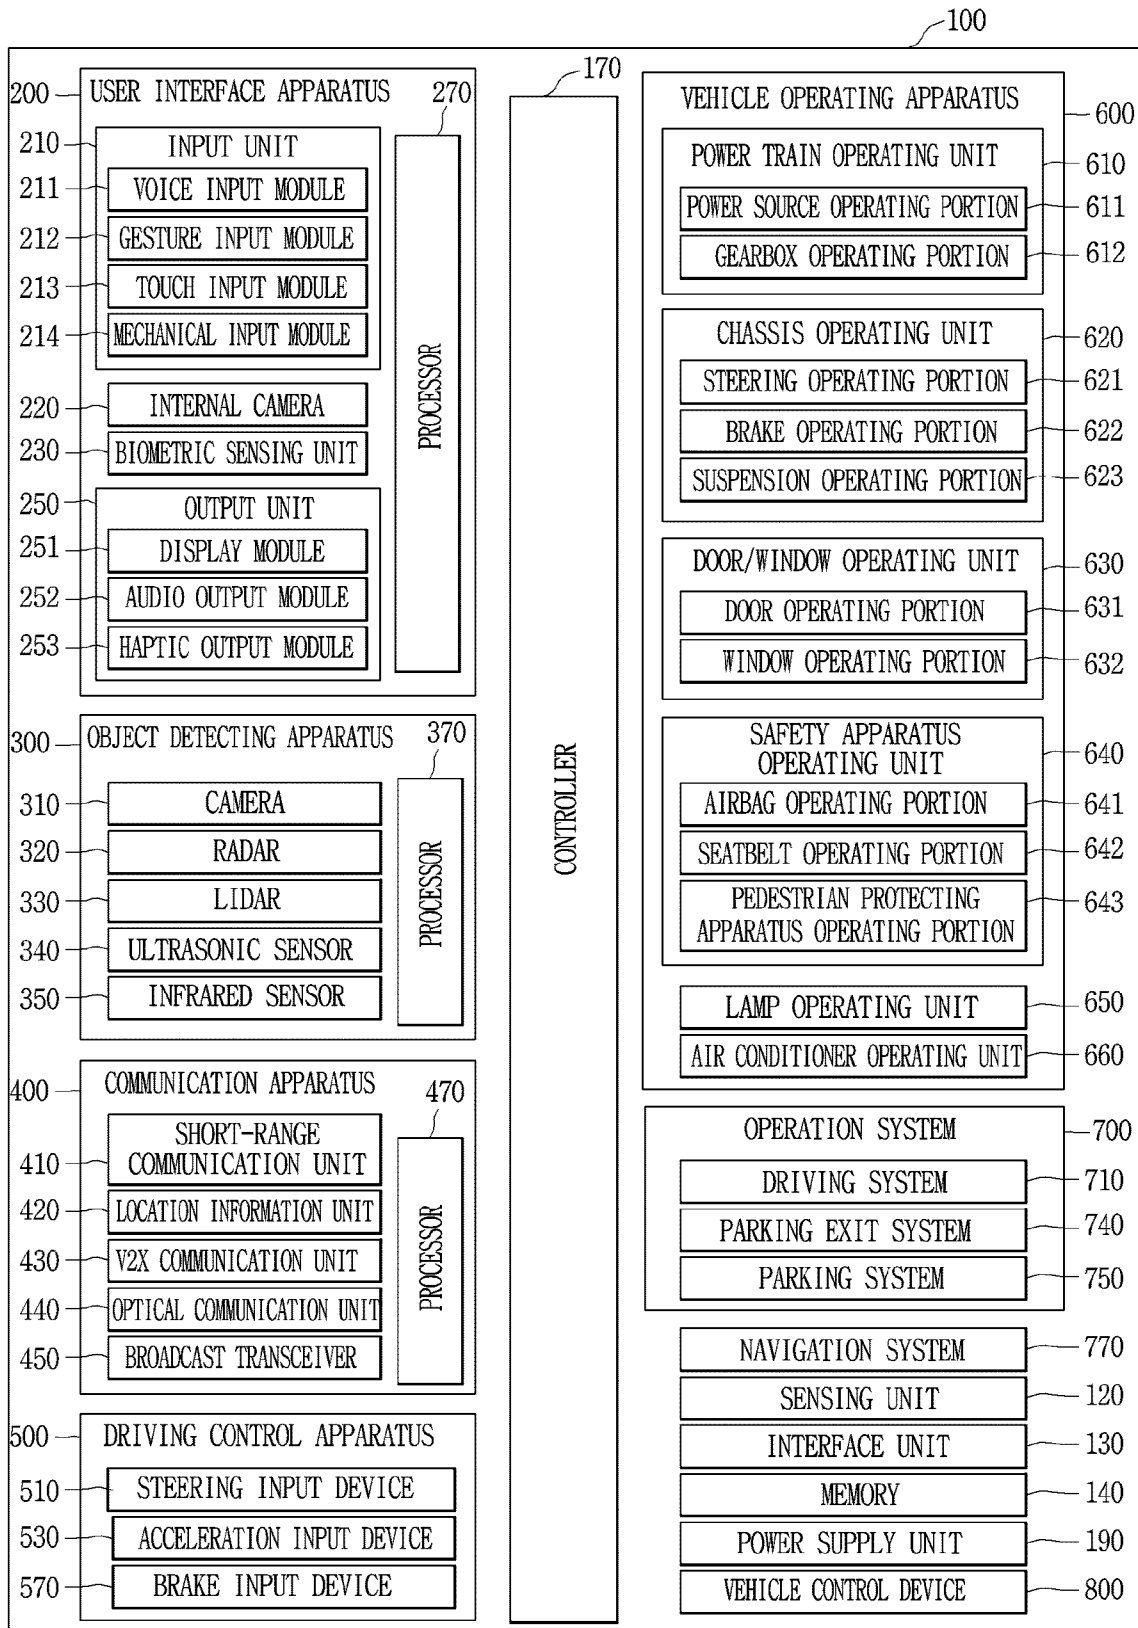 100
200
USER INTERFACE APPARATUS
270
210
INPUT UNIT
211
VOICE INPUT MODULE
212
GESTURE INPUT MODULE
213
TOUCH INPUT MODULE
214
MECHANICAL INPUT MODULE
220
INTERNAL CAMERA
230
BIOMETRIC SENSING UNIT
250
OUTPUT UNIT
251
DISPLAY MODULE
252
AUDIO OUTPUT MODULE
253
HAPTIC OUTPUT MODULE
PROCESSOR
300
OBJECT DETECTING APPARATUS
370
310
CAMERA
320
RADAR
330
LIDAR
340
ULTRASONIC SENSOR
350
INFRARED SENSOR
PROCESSOR
400
COMMUNICATION APPARATUS
470
410
SHORT-RANGE
COMMUNICATION UNIT
420
LOCATION INFORMATION UNIT
430
V2X COMMUNICATION UNIT
440
OPTICAL COMMUNICATION UNIT
450
BROADCAST TRANSCEIVER
PROCESSOR
500
DRIVING CONTROL APPARATUS
510
STEERING INPUT DEVICE
530
ACCELERATION INPUT DEVICE
570
BRAKE INPUT DEVICE
170
CONTROLLER
VEHICLE OPERATING APPARATUS
600
POWER TRAIN OPERATING UNIT
610
POWER SOURCE OPERATING PORTION
611
GEARBOX OPERATING PORTION
612
CHASSIS OPERATING UNIT
620
STEERING OPERATING PORTION
621
BRAKE OPERATING PORTION
622
SUSPENSION OPERATING PORTION
623
DOOR/WINDOW OPERATING UNIT
630
DOOR OPERATING PORTION
631
WINDOW OPERATING PORTION
632
SAFETY APPARATUS
OPERATING UNIT
640
AIRBAG OPERATING PORTION
641
SEATBELT OPERATING PORTION
642
PEDESTRIAN PROTECTING
APPARATUS OPERATING PORTION
643
LAMP OPERATING UNIT
650
AIR CONDITIONER OPERATING UNIT
660
OPERATION SYSTEM
700
DRIVING SYSTEM
710
PARKING EXIT SYSTEM
740
PARKING SYSTEM
750
NAVIGATION SYSTEM
770
SENSING UNIT
120
INTERFACE UNIT
130
MEMORY
140
POWER SUPPLY UNIT
190
VEHICLE CONTROL DEVICE
800